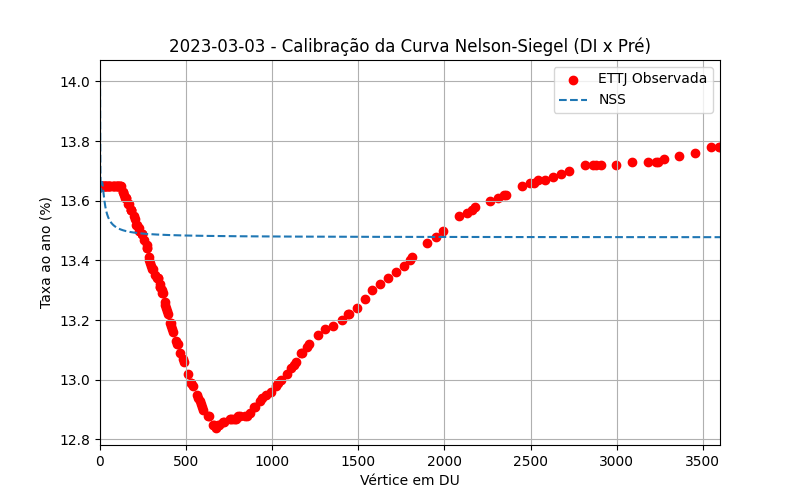 2023-03-03 - Calibração da Curva Nelson-Siegel (DI x Pré)
ETTJ Observada
NSS
Taxa ao ano (%)
14.0
13.8
13.6
13.4
13.2
13.0
12.8
0 500 1000 1500 2000 2500 3000 3500
Vértice em DU